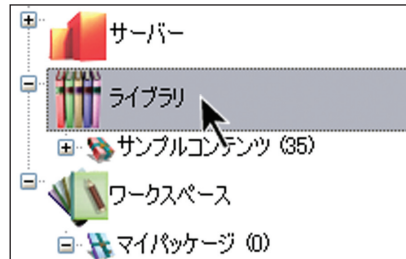 サーバー
ライブラリ
サンプルコンテンツ (35)
ワークスペース
マイパッケージ (0)